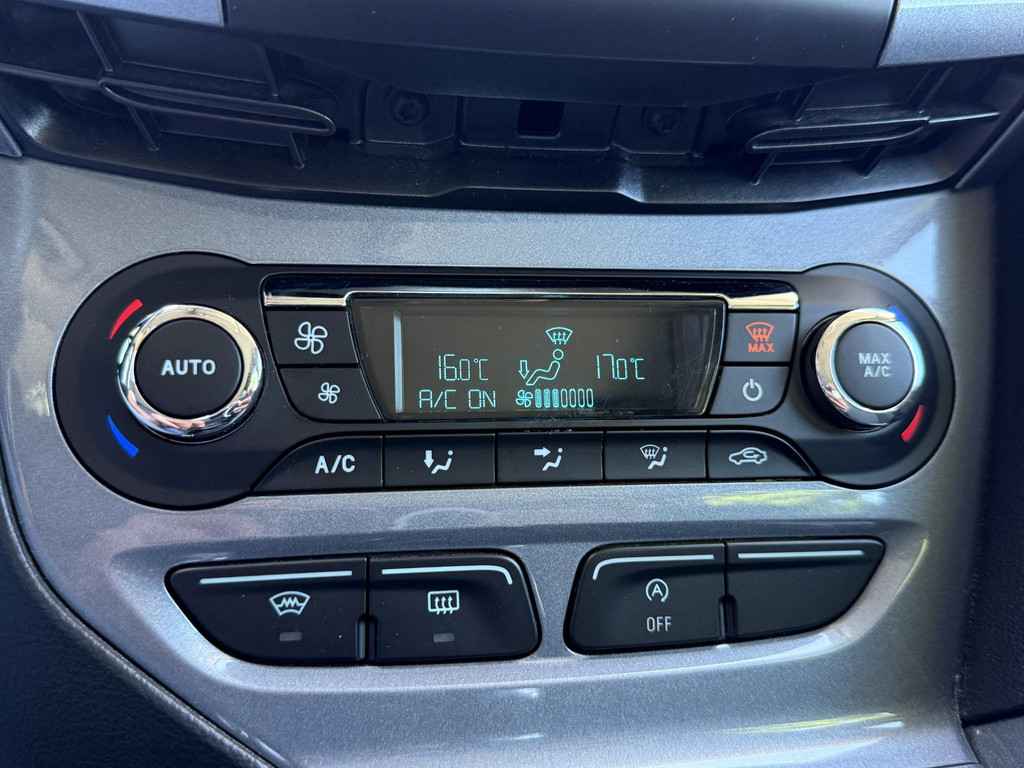 AUTO
16.0°C
17.0°C
A/C ON
MAX
MAX
A/C
A/C
A
OFF